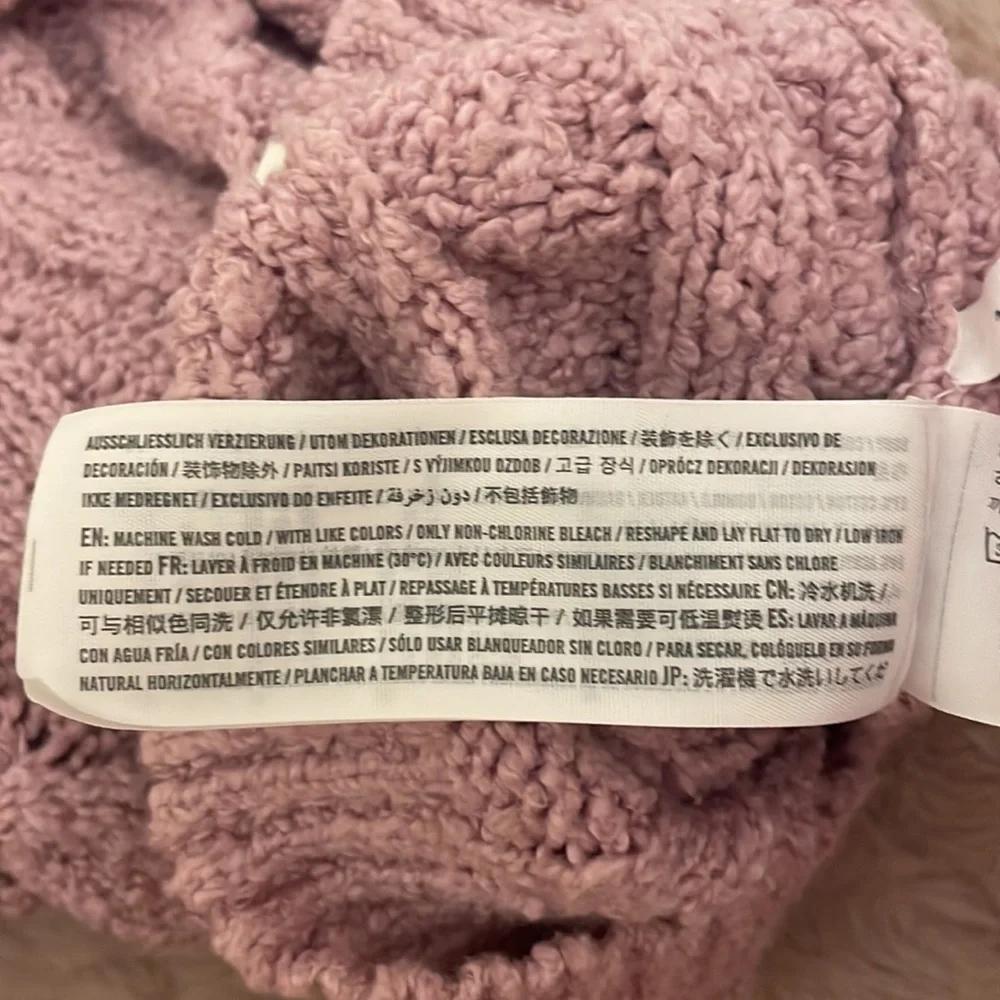 AUSSCHLIESSLICH VERZIERUNG / UTOM DEKORATIONEN / ESCLUSA DECORAZIONE / 装飾を除く / EXCLUSIVO DE
DECORACIÓN / 装饰物除外 / PAITSI KORISTE / S VÝJIMKOU OZDOB / 고급 장식 / OPRÓCZ DEKORACJI / DEKORASJON
IKKE MEDREGNET / EXCLUSIVO DO ENFEITE / دون زخرفة / 不包括飾物
EN: MACHINE WASH COLD / WITH LIKE COLORS / ONLY NON-CHLORINE BLEACH / RESHAPE AND LAY FLAT TO DRY / LOW IRON
IF NEEDED FR: LAVER À FROID EN MACHINE (30°C) / AVEC COULEURS SIMILAIRES / BLANCHIMENT SANS CHLORE
UNIQUEMENT / SECOUER ET ÉTENDRE À PLAT / REPASSAGE À TEMPÉRATURES BASSES SI NÉCESSAIRE CN: 冷水机洗 /
可与相似色同洗 / 仅允许非氯漂 / 整形后平摊晾干 / 如果需要可低温熨烫 ES: LAVAR A MÁQUINA
CON AGUA FRÍA / CON COLORES SIMILARES / SÓLO USAR BLANQUEADOR SIN CLORO / PARA SECAR, COLÓQUELO EN SU FORMA
NATURAL HORIZONTALMENTE / PLANCHAR A TEMPERATURA BAJA EN CASO NECESARIO JP: 洗濯機で水洗いしてくだ